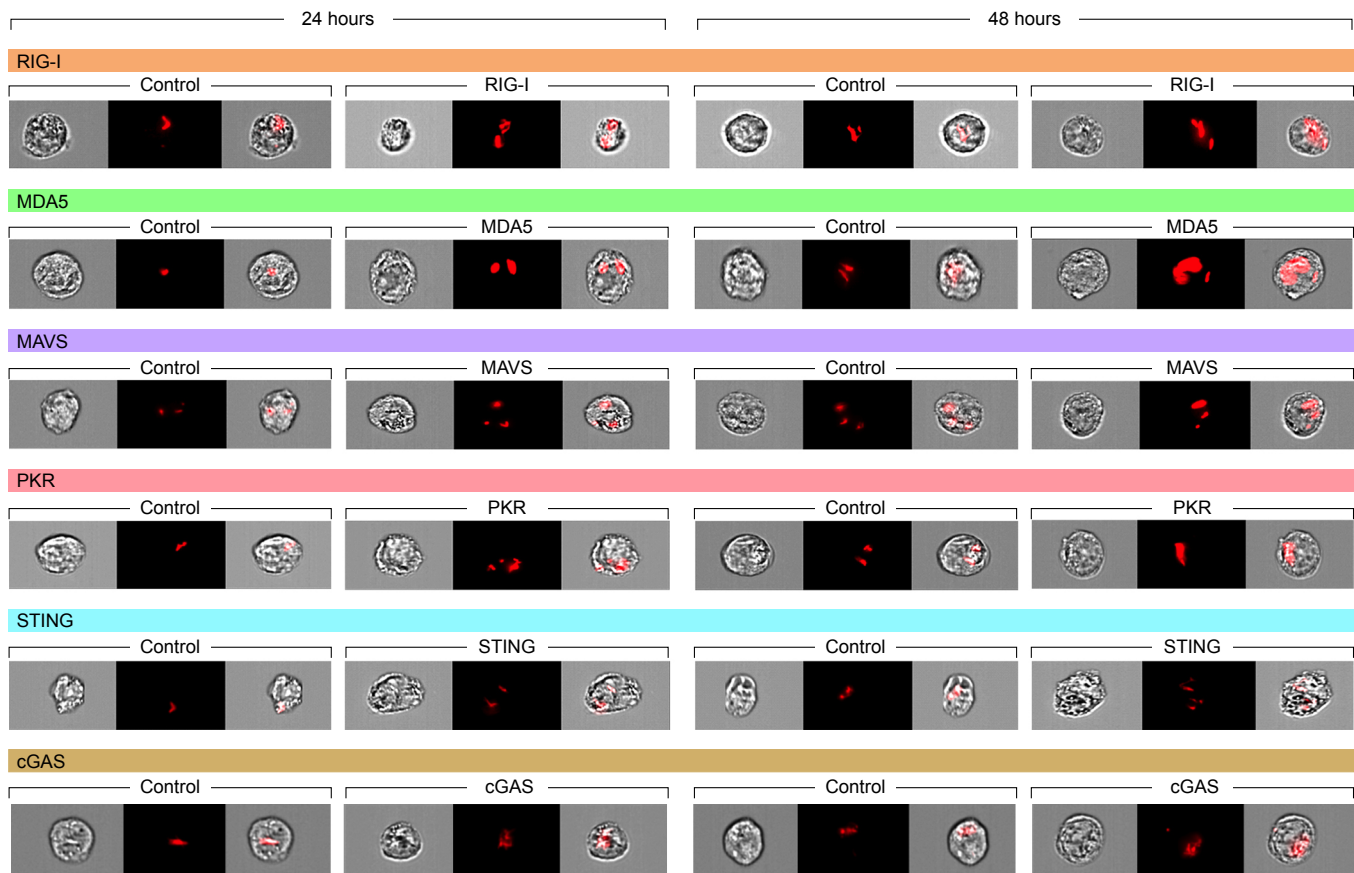 24 hours 48 hours
RIG-I
Control RIG-I Control RIG-I
MDA5
Control MDA5 Control MDA5
MAVS
Control MAVS Control MAVS
PKR
Control PKR Control PKR
STING
Control STING Control STING
cGAS
Control cGAS Control cGAS